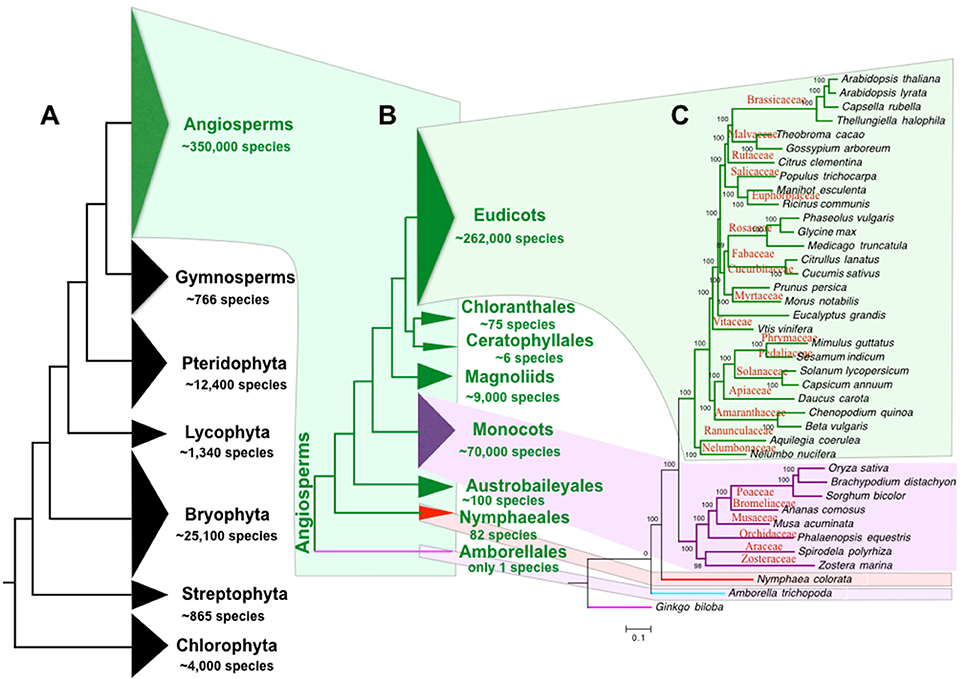 A
Angiosperms
~350,000 species
Gymnosperms
~766 species
Pteridophyta
~12,400 species
Lycophyta
~1,340 species
Bryophyta
~25,100 species
Streptophyta
~865 species
Chlorophyta
~4,000 species
B
Angiosperms
Eudicots
~262,000 species
Chloranthales
~75 species
Ceratophyllales
~6 species
Magnoliids
~9,000 species
Monocots
~70,000 species
Austrobaileyales
~100 species
Nymphaeales
82 species
Amborellales
only 1 species
C
100 Arabidopsis thaliana
100 Arabidopsis lyrata
Brassicaceae 100 Capsella rubella
100 Thellungiella halophila
Malvaceae Theobroma cacao
100 Gossypium arboreum
Rutaceae Citrus clementina
Salicaceae Populus trichocarpa
Manihot esculenta
Euphorbiaceae
Ricinus communis
Phaseolus vulgaris
Rosaceae Glycine max
Medicago truncatula
Fabaceae Citrullus lanatus
Cucurbitaceae Cucumis sativus
Prunus persica
Myrtaceae Morus notabilis
Eucalyptus grandis
Vitaceae Vtis vinifera
Phrymaceae Mimulus guttatus
Pedaliaceae Sesamum indicum
Solanaceae Solanum lycopersicum
Capsicum annuum
Apiaceae Daucus carota
Amaranthaceae Chenopodium quinoa
Beta vulgaris
Ranunculaceae Aquilegia coerulea
Nelumbonaceae Nelumbo nucifera
Oryza sativa
Brachypodium distachyon
Poaceae Sorghum bicolor
Bromeliaceae Ananas comosus
Musaceae Musa acuminata
Orchidaceae Phalaenopsis equestris
Araceae Spirodela polyrhiza
Zosteraceae Zostera marina
98
0
Nymphaea colorata
Amborella trichopoda
Ginkgo biloba
0.1